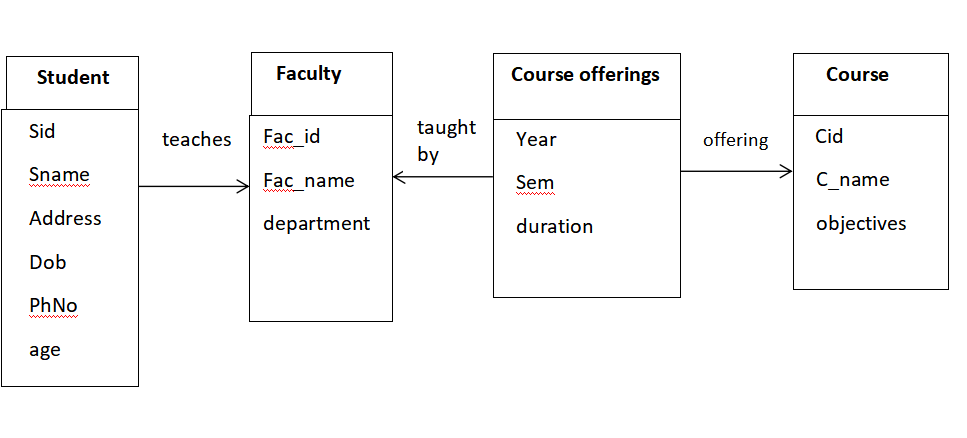 Student
Sid
Sname
Address
Dob
PhNo
age
teaches
Faculty
Fac_id
Fac_name
department
taught
by
Course offerings
Year
Sem
duration
offering
Course
Cid
C_name
objectives